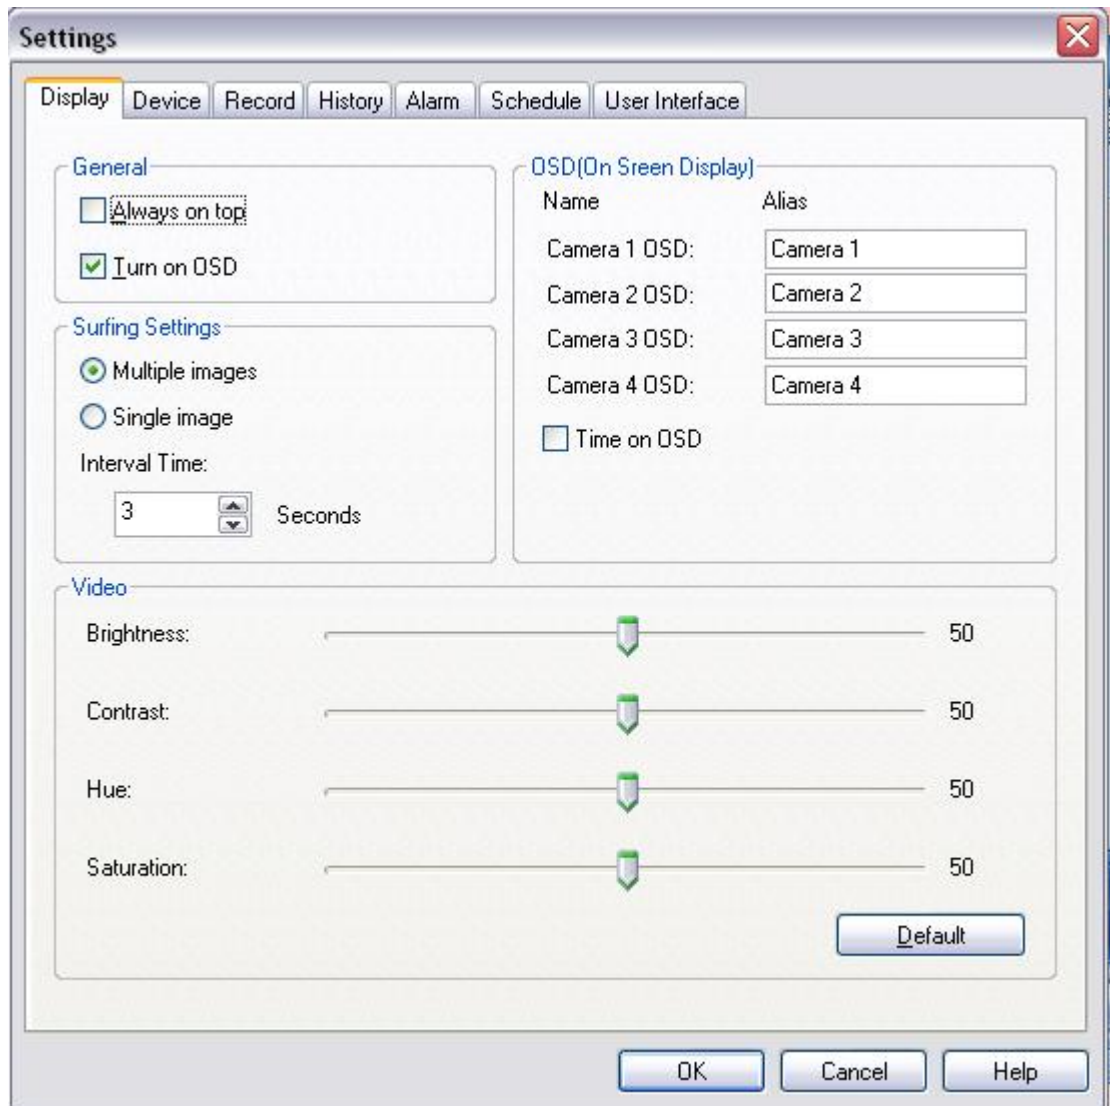 Settings
Display Device Record History Alarm Schedule User Interface
General
Always on top
Turn on OSD
Surfing Settings
Multiple images
Single image
Interval Time:
3 Seconds
OSD(On Sreen Display)
Name Alias
Camera 1 OSD: Camera 1
Camera 2 OSD: Camera 2
Camera 3 OSD: Camera 3
Camera 4 OSD: Camera 4
Time on OSD
Video
Brightness: 50
Contrast: 50
Hue: 50
Saturation: 50
Default
OK Cancel Help